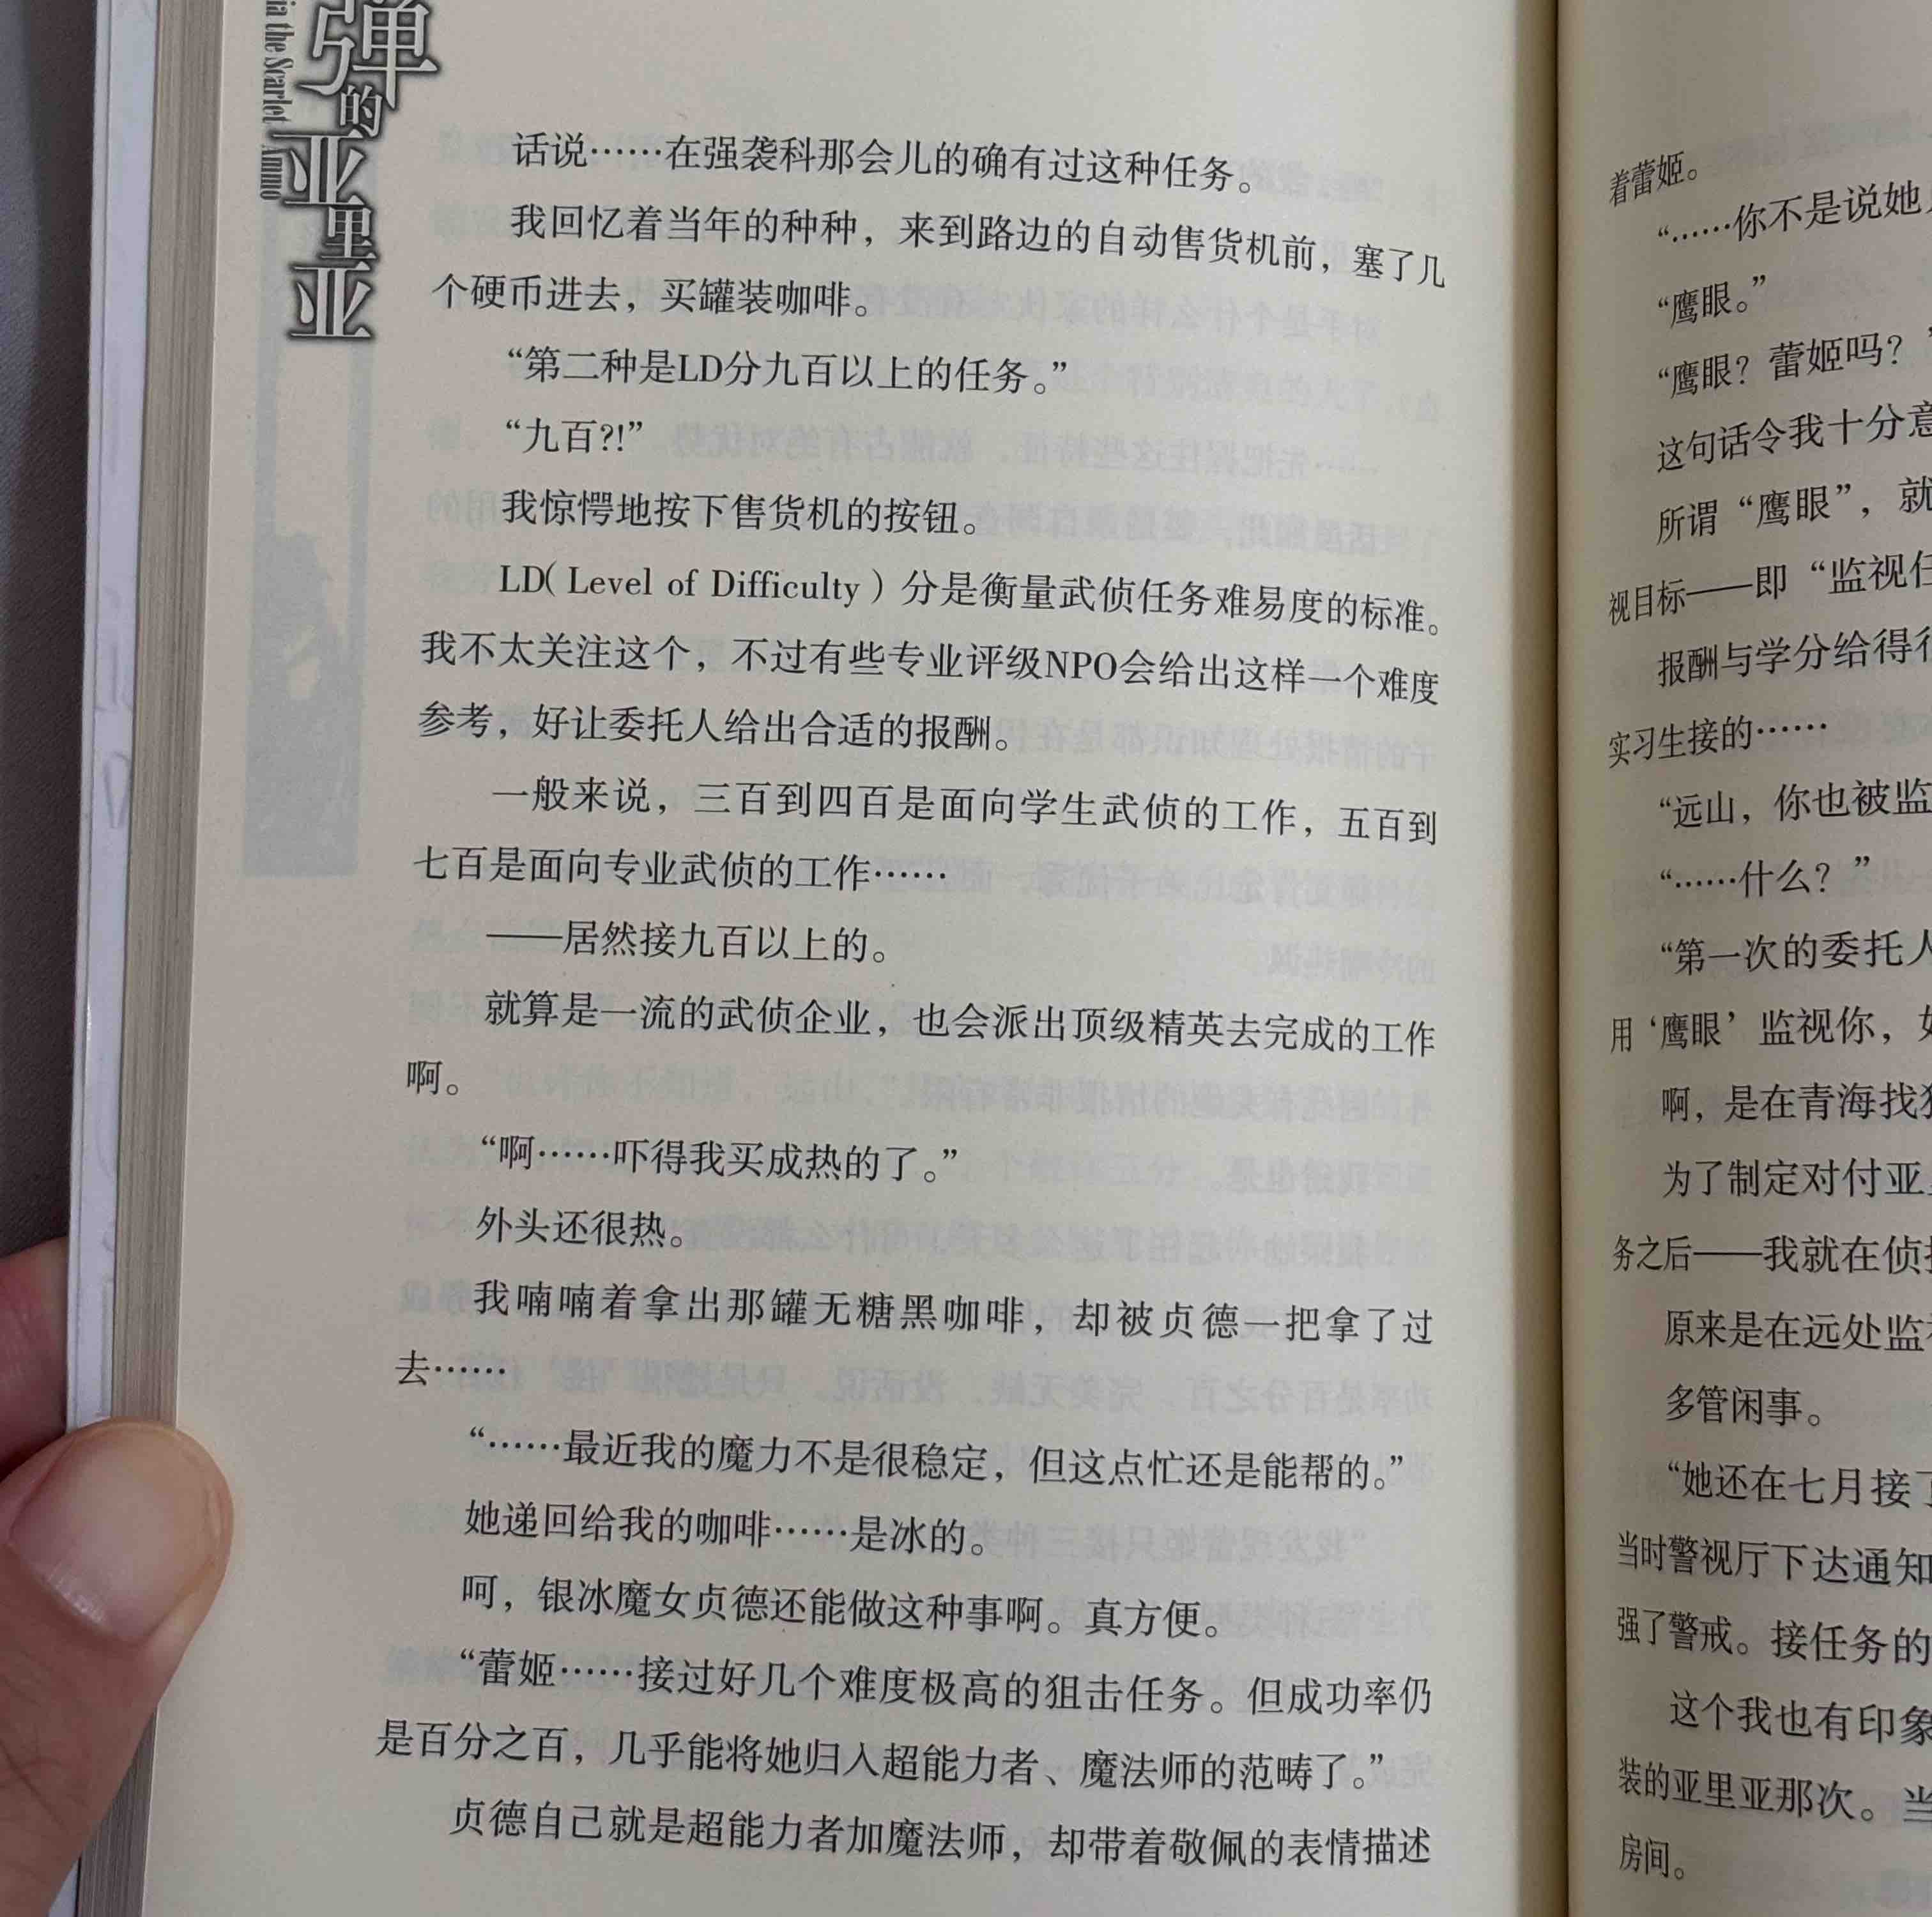 弹的亚里亚
ia the Scarlet Ammo
话说……在强袭科那会儿的确有过这种任务。
我回忆着当年的种种，来到路边的自动售货机前，塞了几
个硬币进去，买罐装咖啡。
“第二种是LD分九百以上的任务。”
“九百?!”
我惊愕地按下售货机的按钮。
LD（Level of Difficulty）分是衡量武侦任务难易度的标准。
我不太关注这个，不过有些专业评级NPO会给出这样一个难度
参考，好让委托人给出合适的报酬。
一般来说，三百到四百是面向学生武侦的工作，五百到
七百是面向专业武侦的工作……
——居然接九百以上的。
就算是一流的武侦企业，也会派出顶级精英去完成的工作
啊。
“啊……吓得我买成热的了。”
外头还很热。
我喃喃着拿出那罐无糖黑咖啡，却被贞德一把拿了过
去……
“……最近我的魔力不是很稳定，但这点忙还是能帮的。”
她递回给我的咖啡……是冰的。
呵，银冰魔女贞德还能做这种事啊。真方便。
“蕾姬……接过好几个难度极高的狙击任务。但成功率仍
是百分之百，几乎能将她归入超能力者、魔法师的范畴了。”
贞德自己就是超能力者加魔法师，却带着敬佩的表情描述
着蕾姬。
“……你不是说她
“鹰眼。”
“鹰眼？蕾姬吗？
这句话令我十分意
所谓“鹰眼”，就
视目标——即“监视任
报酬与学分给得很
实习生接的……
“远山，你也被监
“……什么？”
“第一次的委托人
用‘鹰眼’监视你，
啊，是在青海找
为了制定对付亚
务之后——我就在侦
原来是在远处监
多管闲事。
“她还在七月接了
当时警视厅下达通知
强了警戒。接任务的
这个我也有印象
装的亚里亚那次。当
房间。